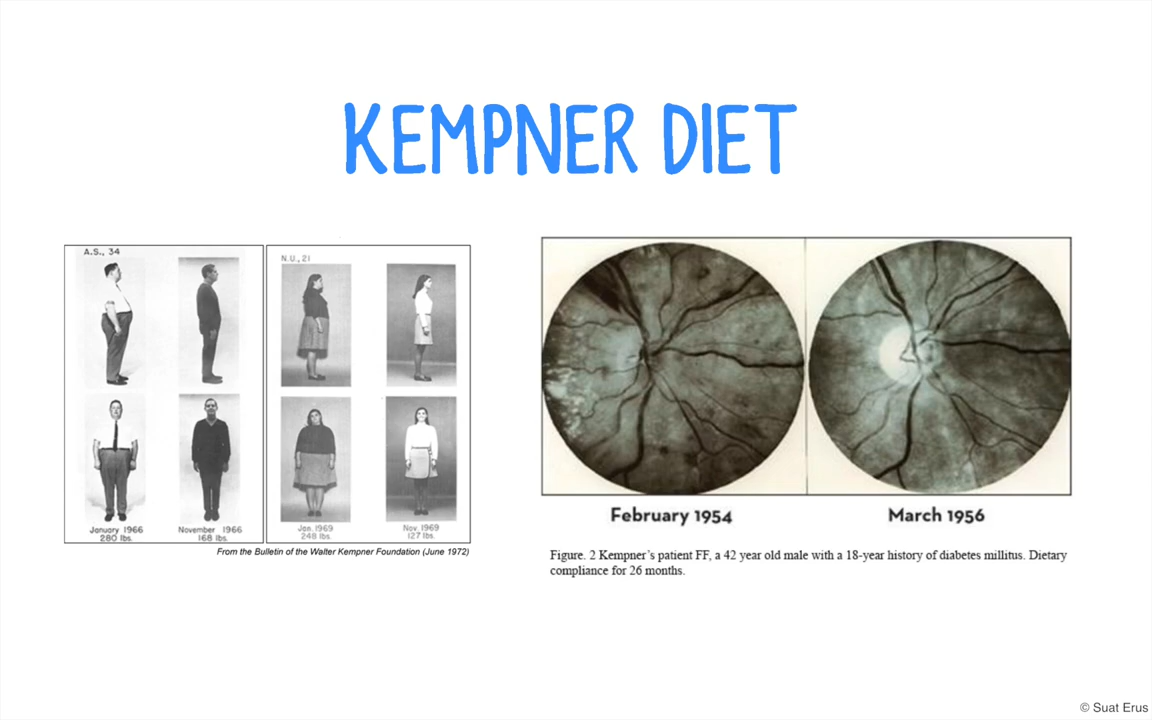 KEMPNER DIET
A.S., 34
N.U., 21
January 1966
280 lbs.
November 1966
168 lbs.
Jan. 1969
248 lbs.
Nov. 1969
127 lbs.
From the Bulletin of the Walter Kempner Foundation (June 1972)
February 1954
March 1956
Figure. 2 Kempner's patient FF, a 42 year old male with a 18-year history of diabetes millitus. Dietary
compliance for 26 months.
© Suat Erus